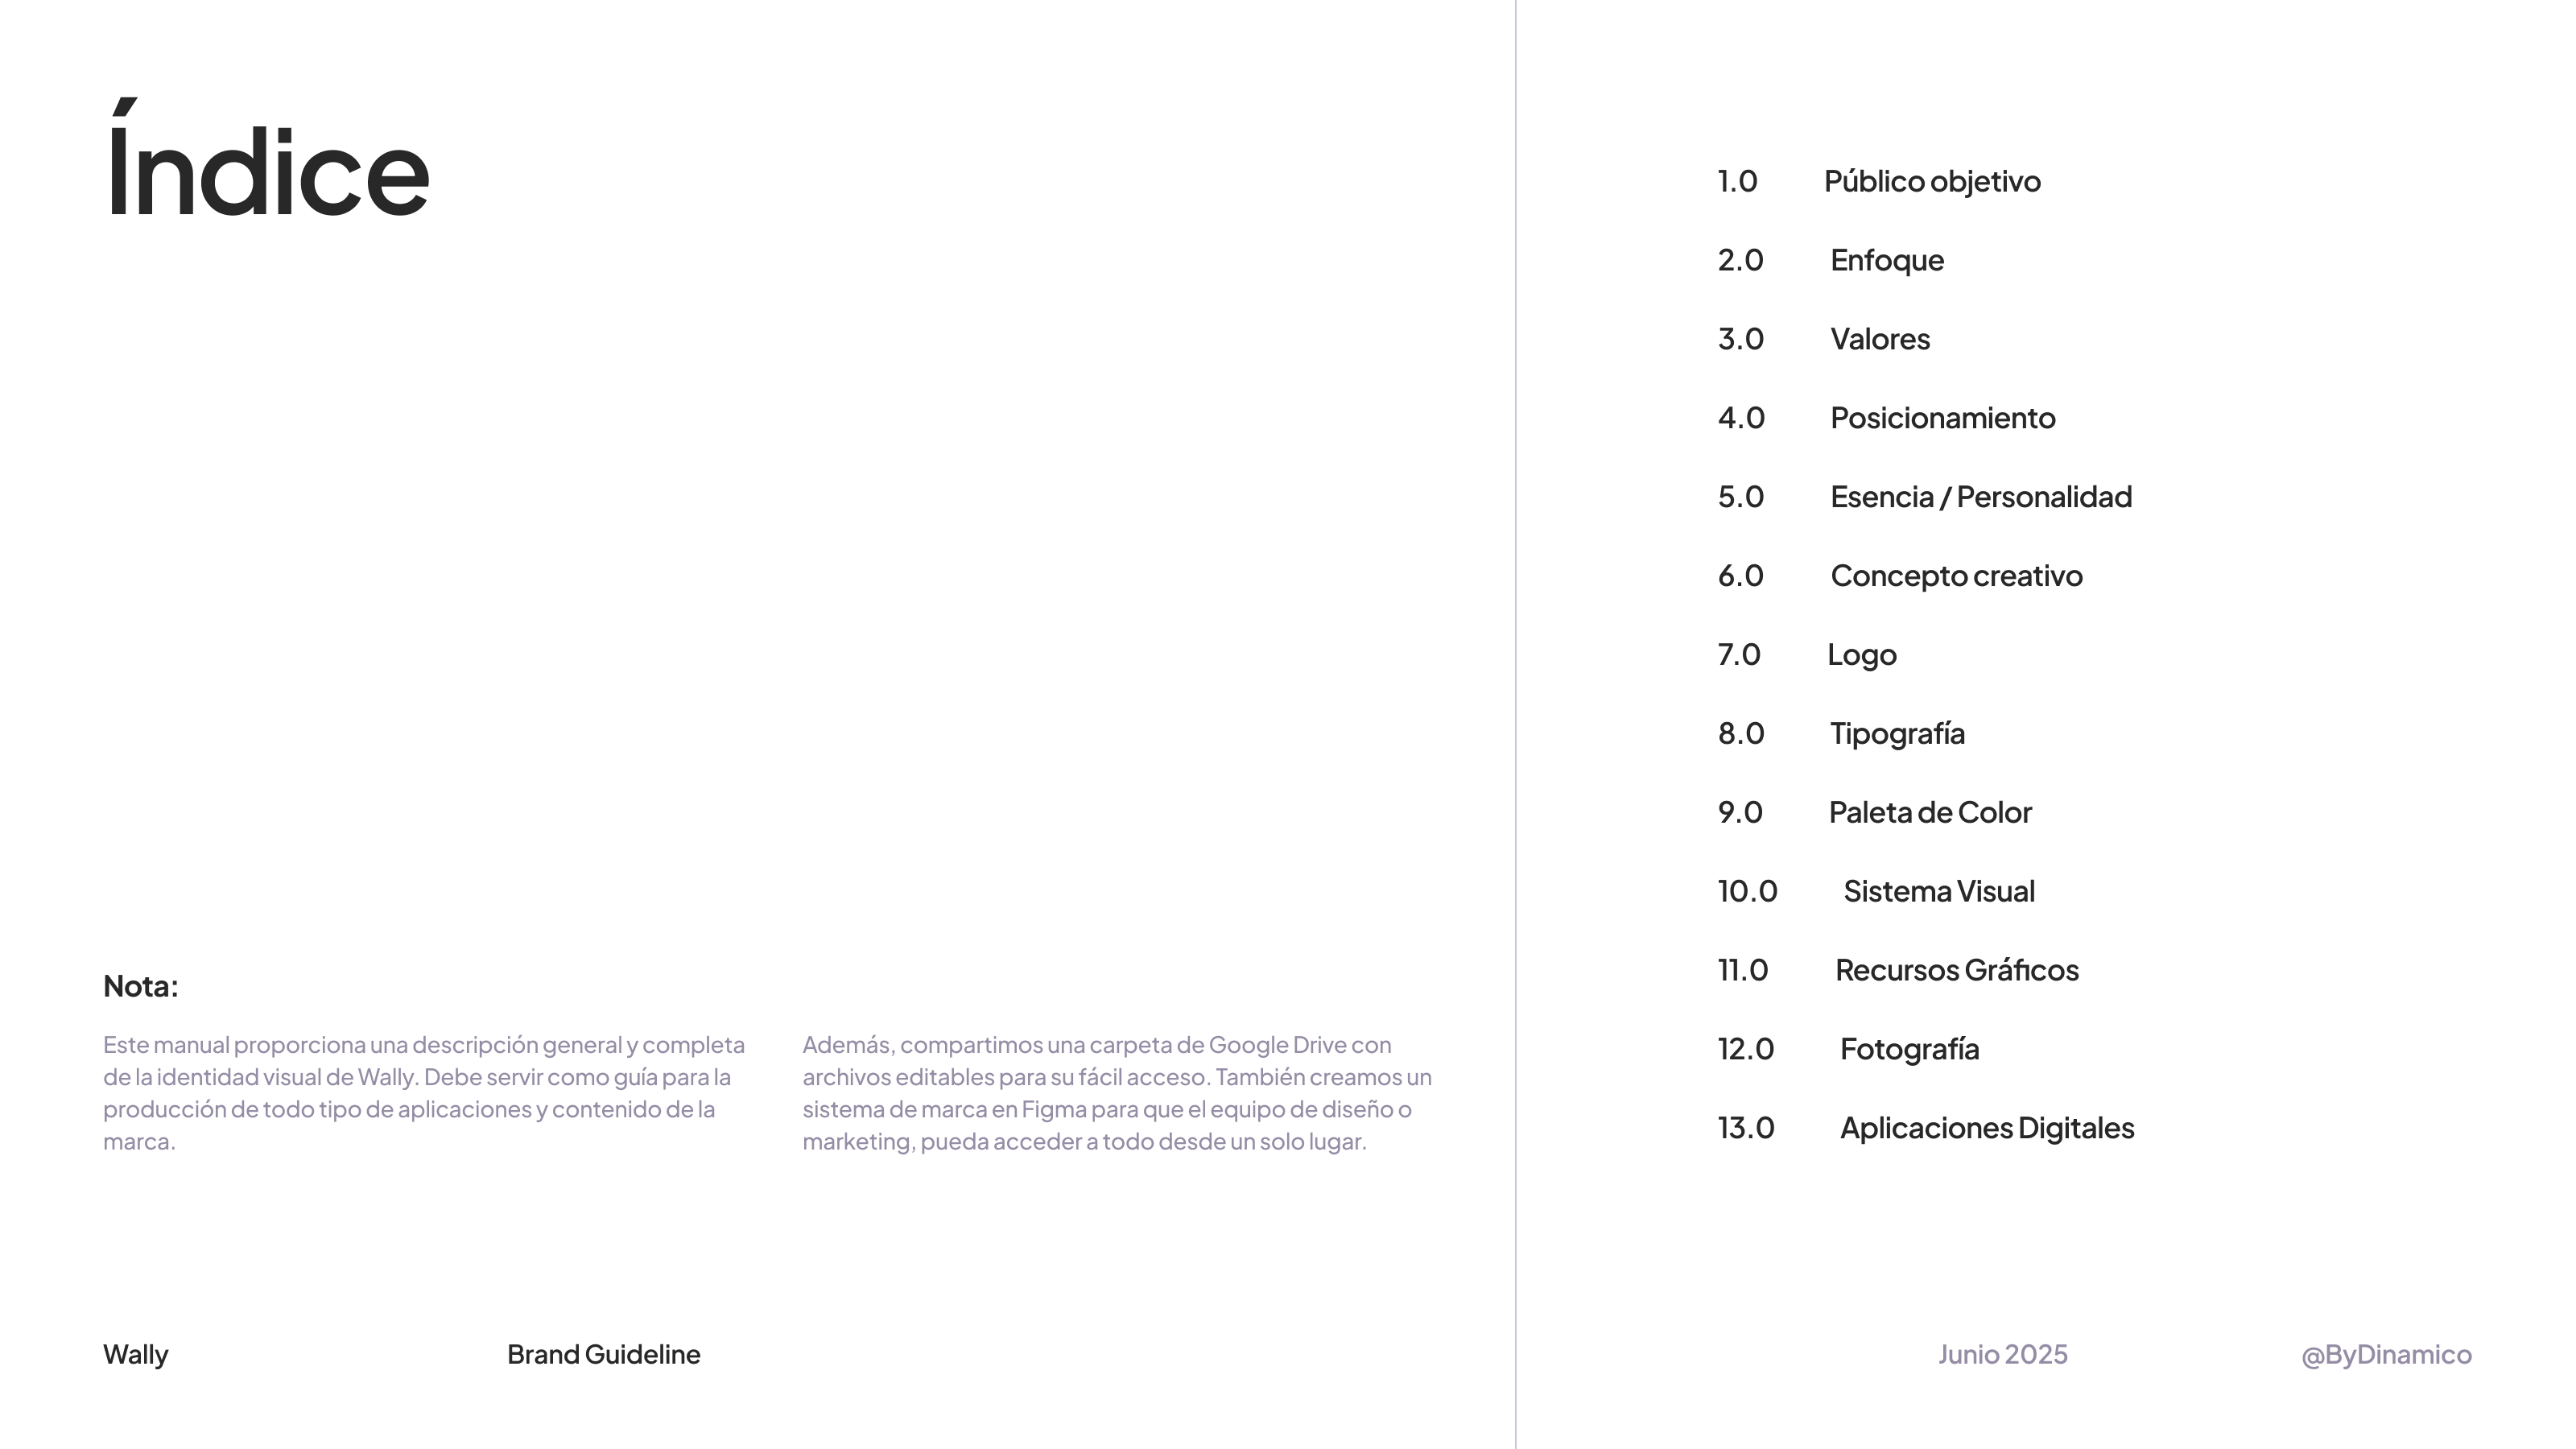 Índice
Nota:
Este manual proporciona una descripción general y completa
de la identidad visual de Wally. Debe servir como guía para la
producción de todo tipo de aplicaciones y contenido de la
marca.
Además, compartimos una carpeta de Google Drive con
archivos editables para su fácil acceso. También creamos un
sistema de marca en Figma para que el equipo de diseño o
marketing, pueda acceder a todo desde un solo lugar.
1.0 Público objetivo
2.0 Enfoque
3.0 Valores
4.0 Posicionamiento
5.0 Esencia / Personalidad
6.0 Concepto creativo
7.0 Logo
8.0 Tipografía
9.0 Paleta de Color
10.0 Sistema Visual
11.0 Recursos Gráficos
12.0 Fotografía
13.0 Aplicaciones Digitales
Wally Brand Guideline Junio 2025 @ByDinamico